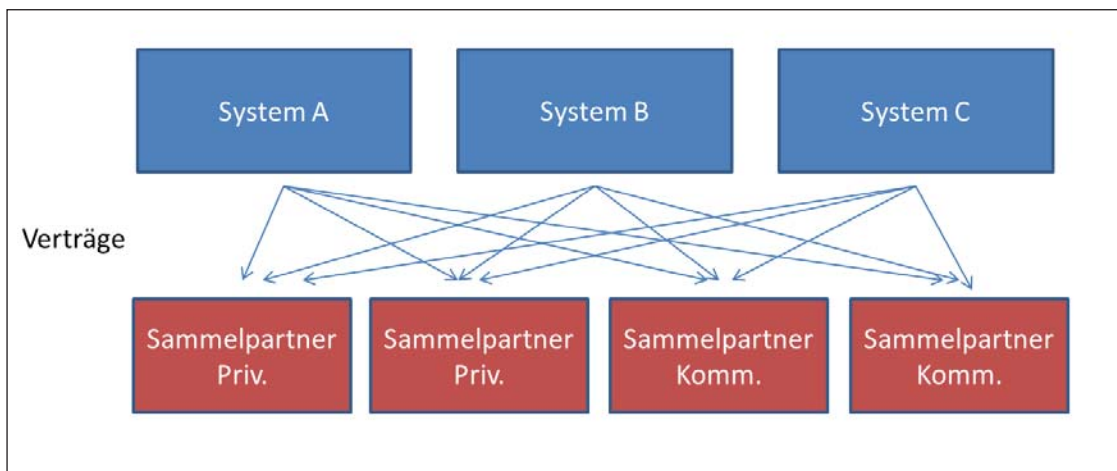 System A
System B
System C
Verträge
Sammelpartner
Priv.
Sammelpartner
Priv.
Sammelpartner
Komm.
Sammelpartner
Komm.